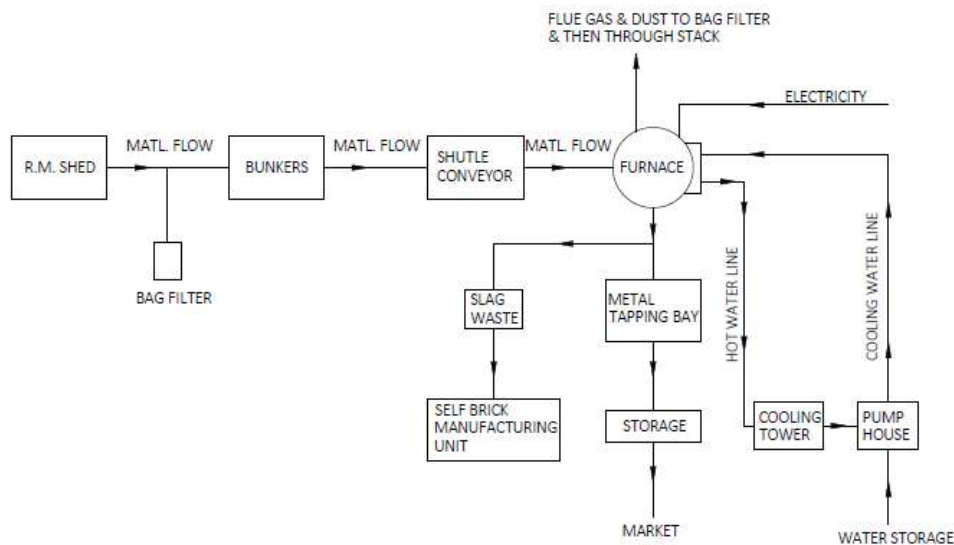 FLUE GAS & DUST TO BAG FILTER
& THEN THROUGH STACK
ELECTRICITY
MATL. FLOW
MATL. FLOW
MATL. FLOW
R.M. SHED
BUNKERS
SHUTLE
CONVEYOR
FURNACE
BAG FILTER
SLAG
WASTE
METAL
TAPPING BAY
HOT WATER LINE
COOLING WATER LINE
SELF BRICK
MANUFACTURING
UNIT
STORAGE
COOLING
TOWER
PUMP
HOUSE
MARKET
WATER STORAGE